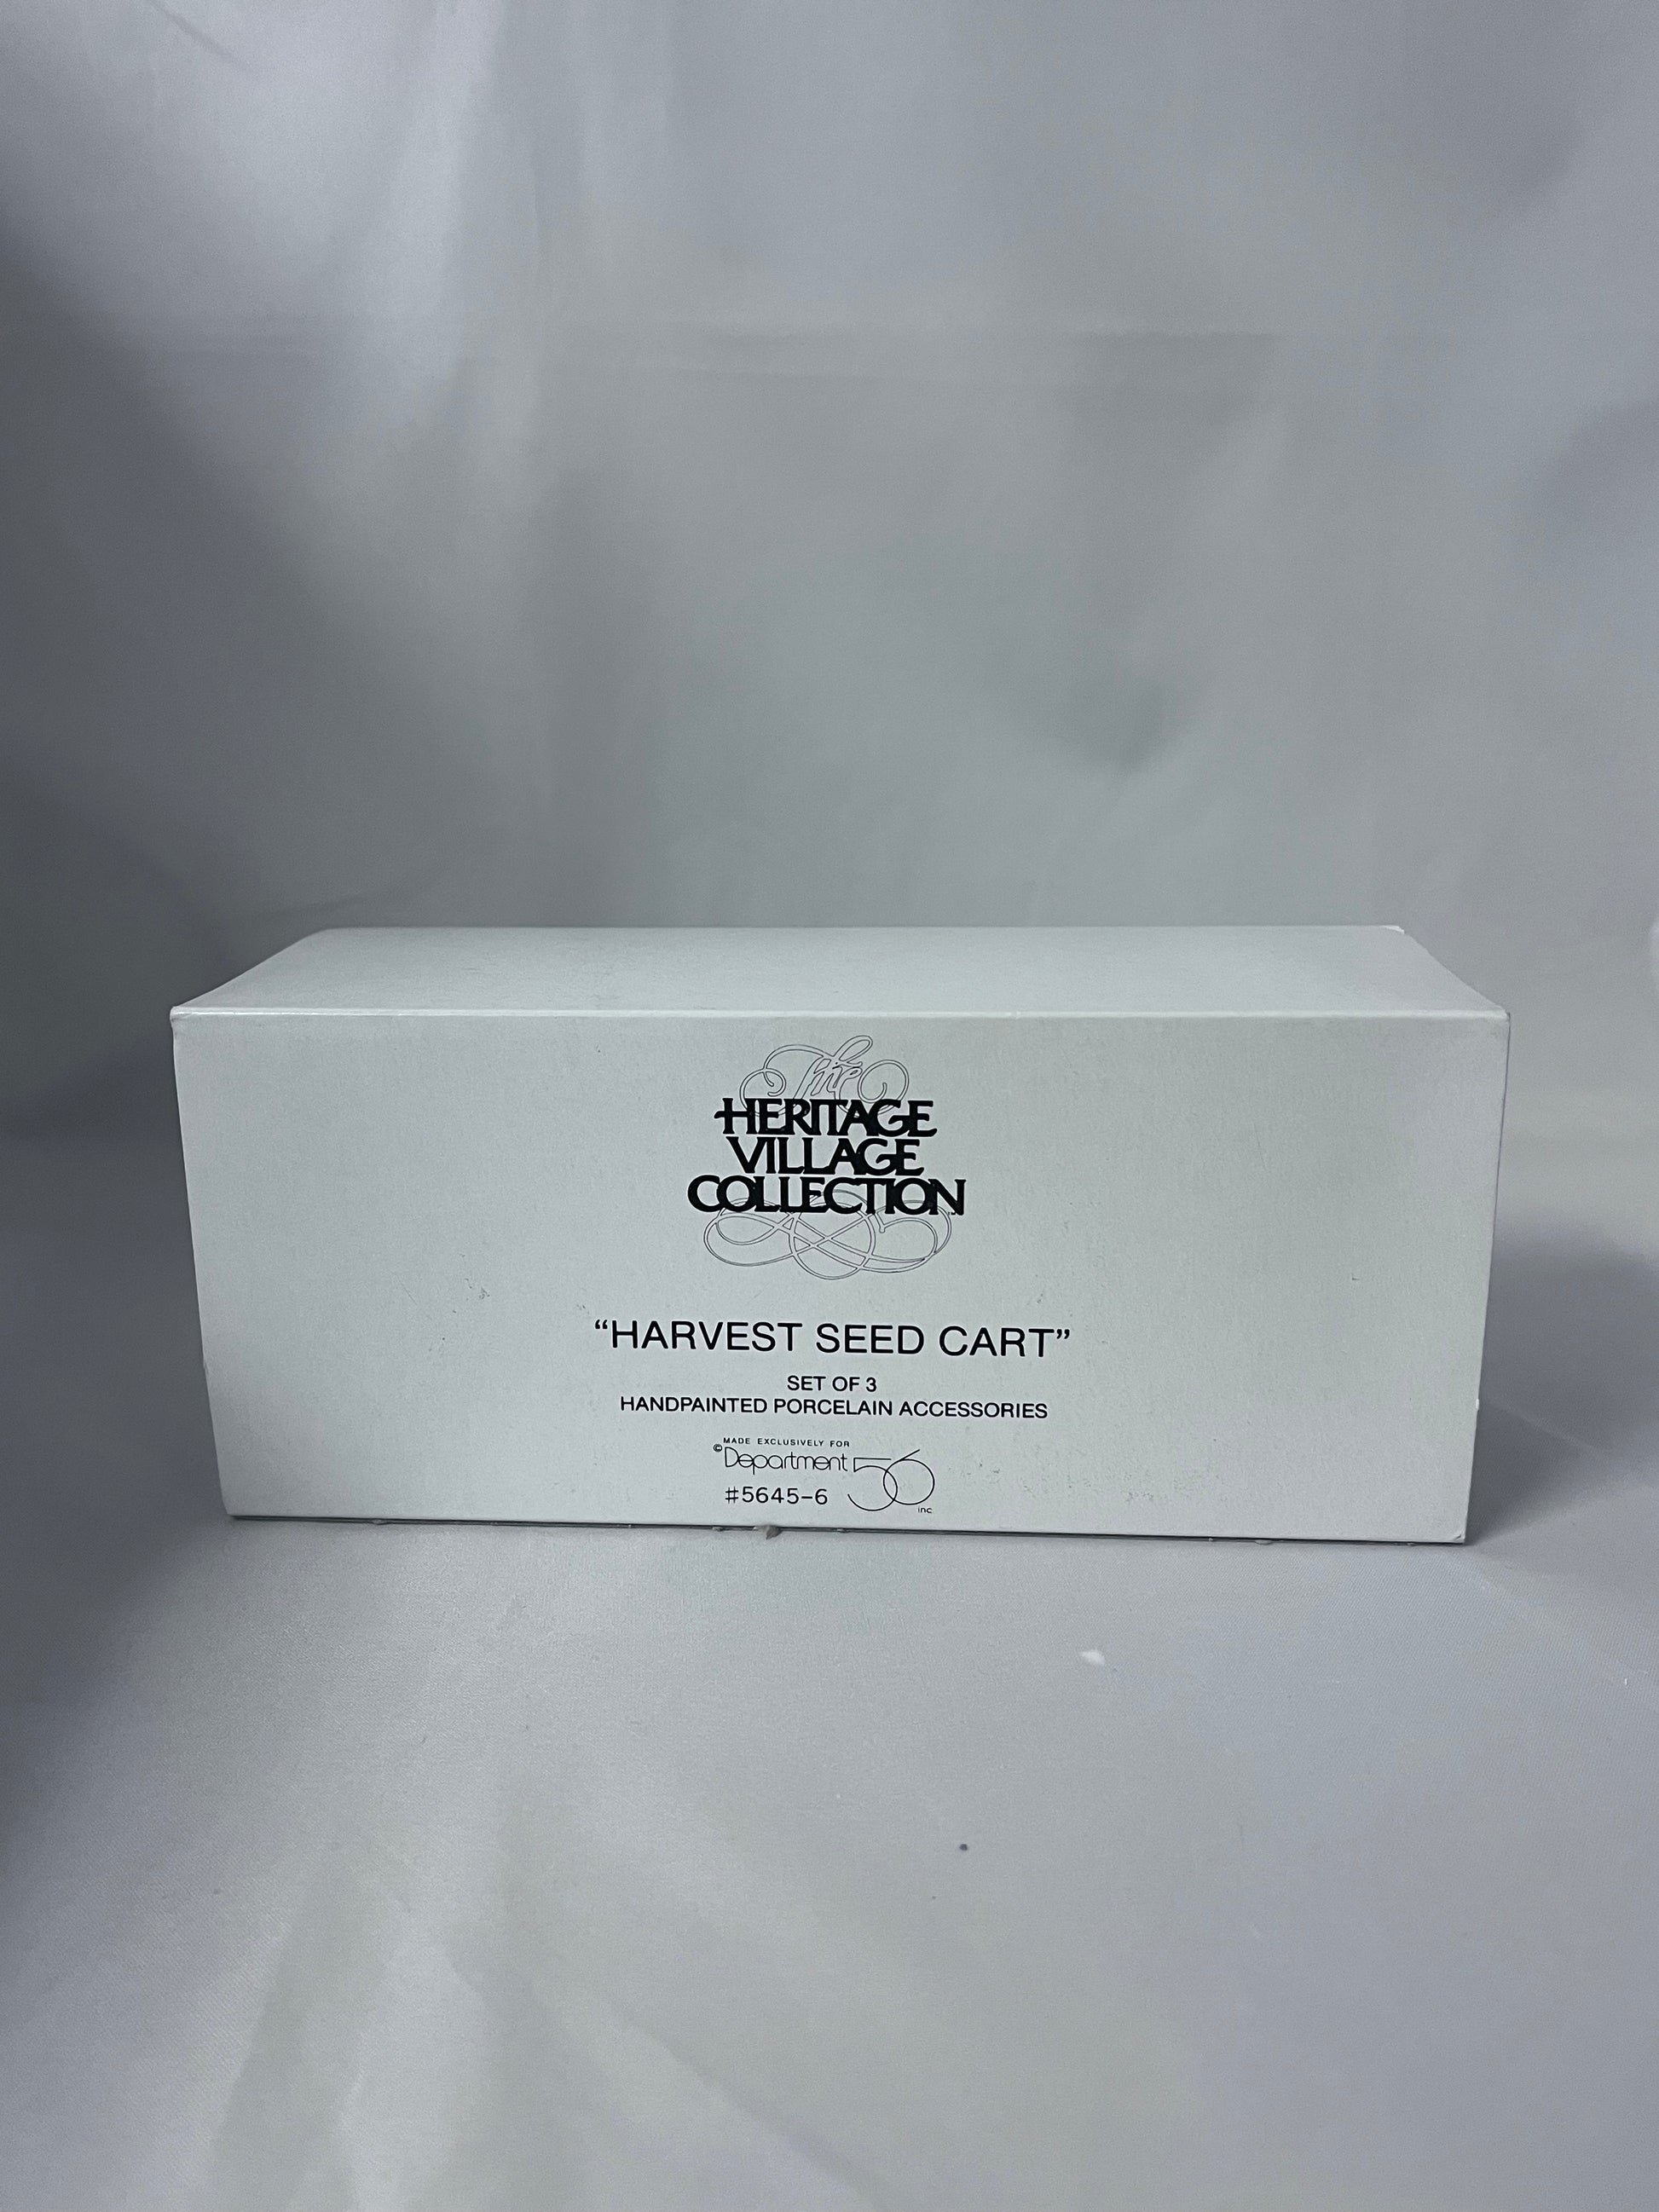 the
HERITAGE
VILLAGE
COLLECTION
“HARVEST SEED CART”
SET OF 3
HANDPAINTED PORCELAIN ACCESSORIES
MADE EXCLUSIVELY FOR
©Department 56 inc.
#5645-6